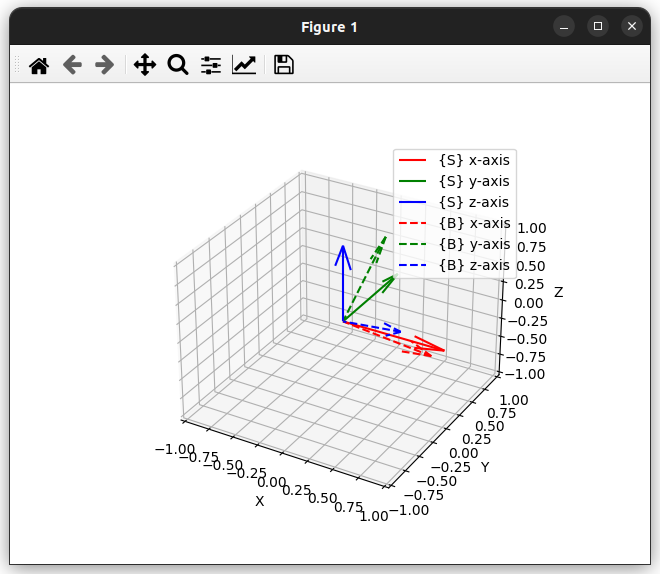 Figure 1
{S} x-axis
{S} y-axis
{S} z-axis
{B} x-axis
{B} y-axis
{B} z-axis
1.00
0.75
0.50
0.25
0.00
−0.25
−0.50
−0.75
−1.00
Z
1.00
0.75
0.50
0.25
0.00
−0.25
−0.50
−0.75
−1.00
Y
−1.00
−0.75
−0.50
−0.25
0.00
0.25
0.50
0.75
1.00
X